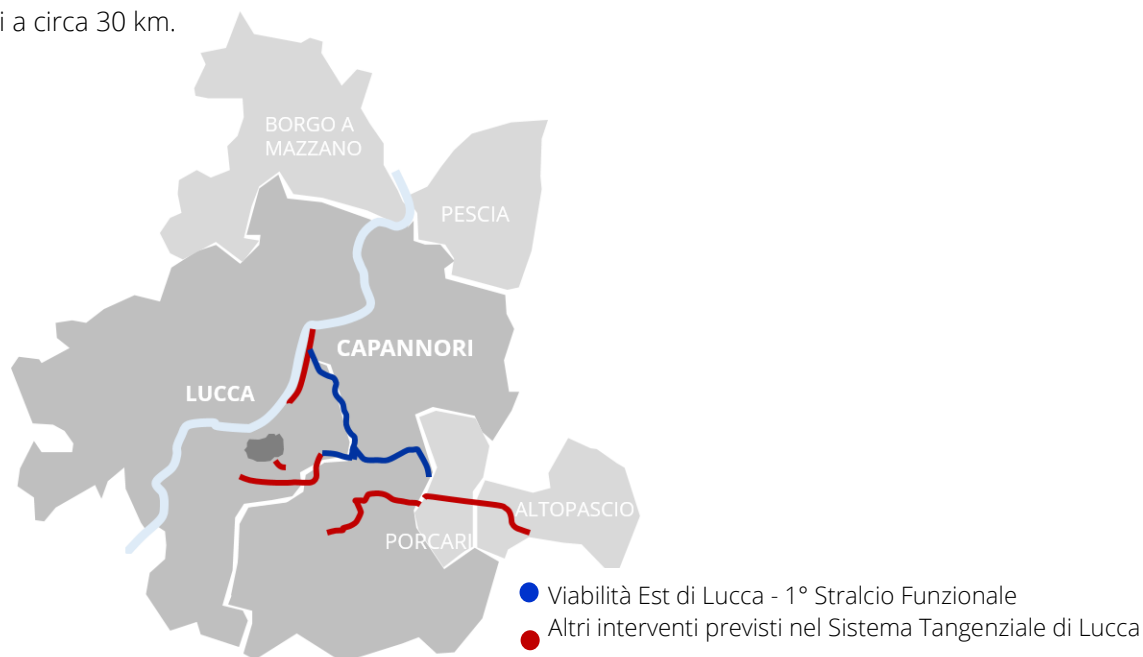 i a circa 30 km.
BORGO A
MAZZANO
PESCIA
CAPANNORI
LUCCA
ALTOPASCIO
PORCARI
Viabilità Est di Lucca - 1° Stralcio Funzionale
Altri interventi previsti nel Sistema Tangenziale di Lucca